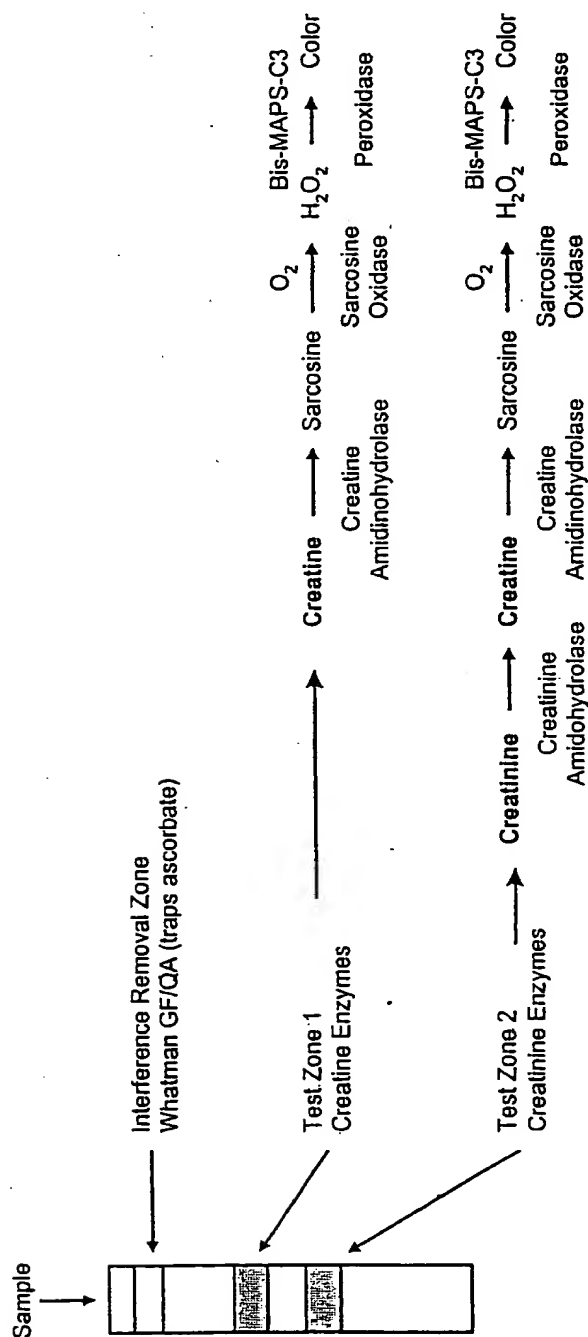 Sample
Interference Removal Zone
Whatman GF/QA (traps ascorbate)
Test Zone 1
Creatine Enzymes
Creatine
Creatine
Amidinohydrolase
Sarcosine
O₂
Sarcosine
Oxidase
H₂O₂
Bis-MAPS-C3
Peroxidase
Color
Test Zone 2
Creatinine Enzymes
Creatinine
Creatinine
Amidohydrolase
Creatine
Creatine
Amidinohydrolase
Sarcosine
O₂
Sarcosine
Oxidase
H₂O₂
Bis-MAPS-C3
Peroxidase
Color